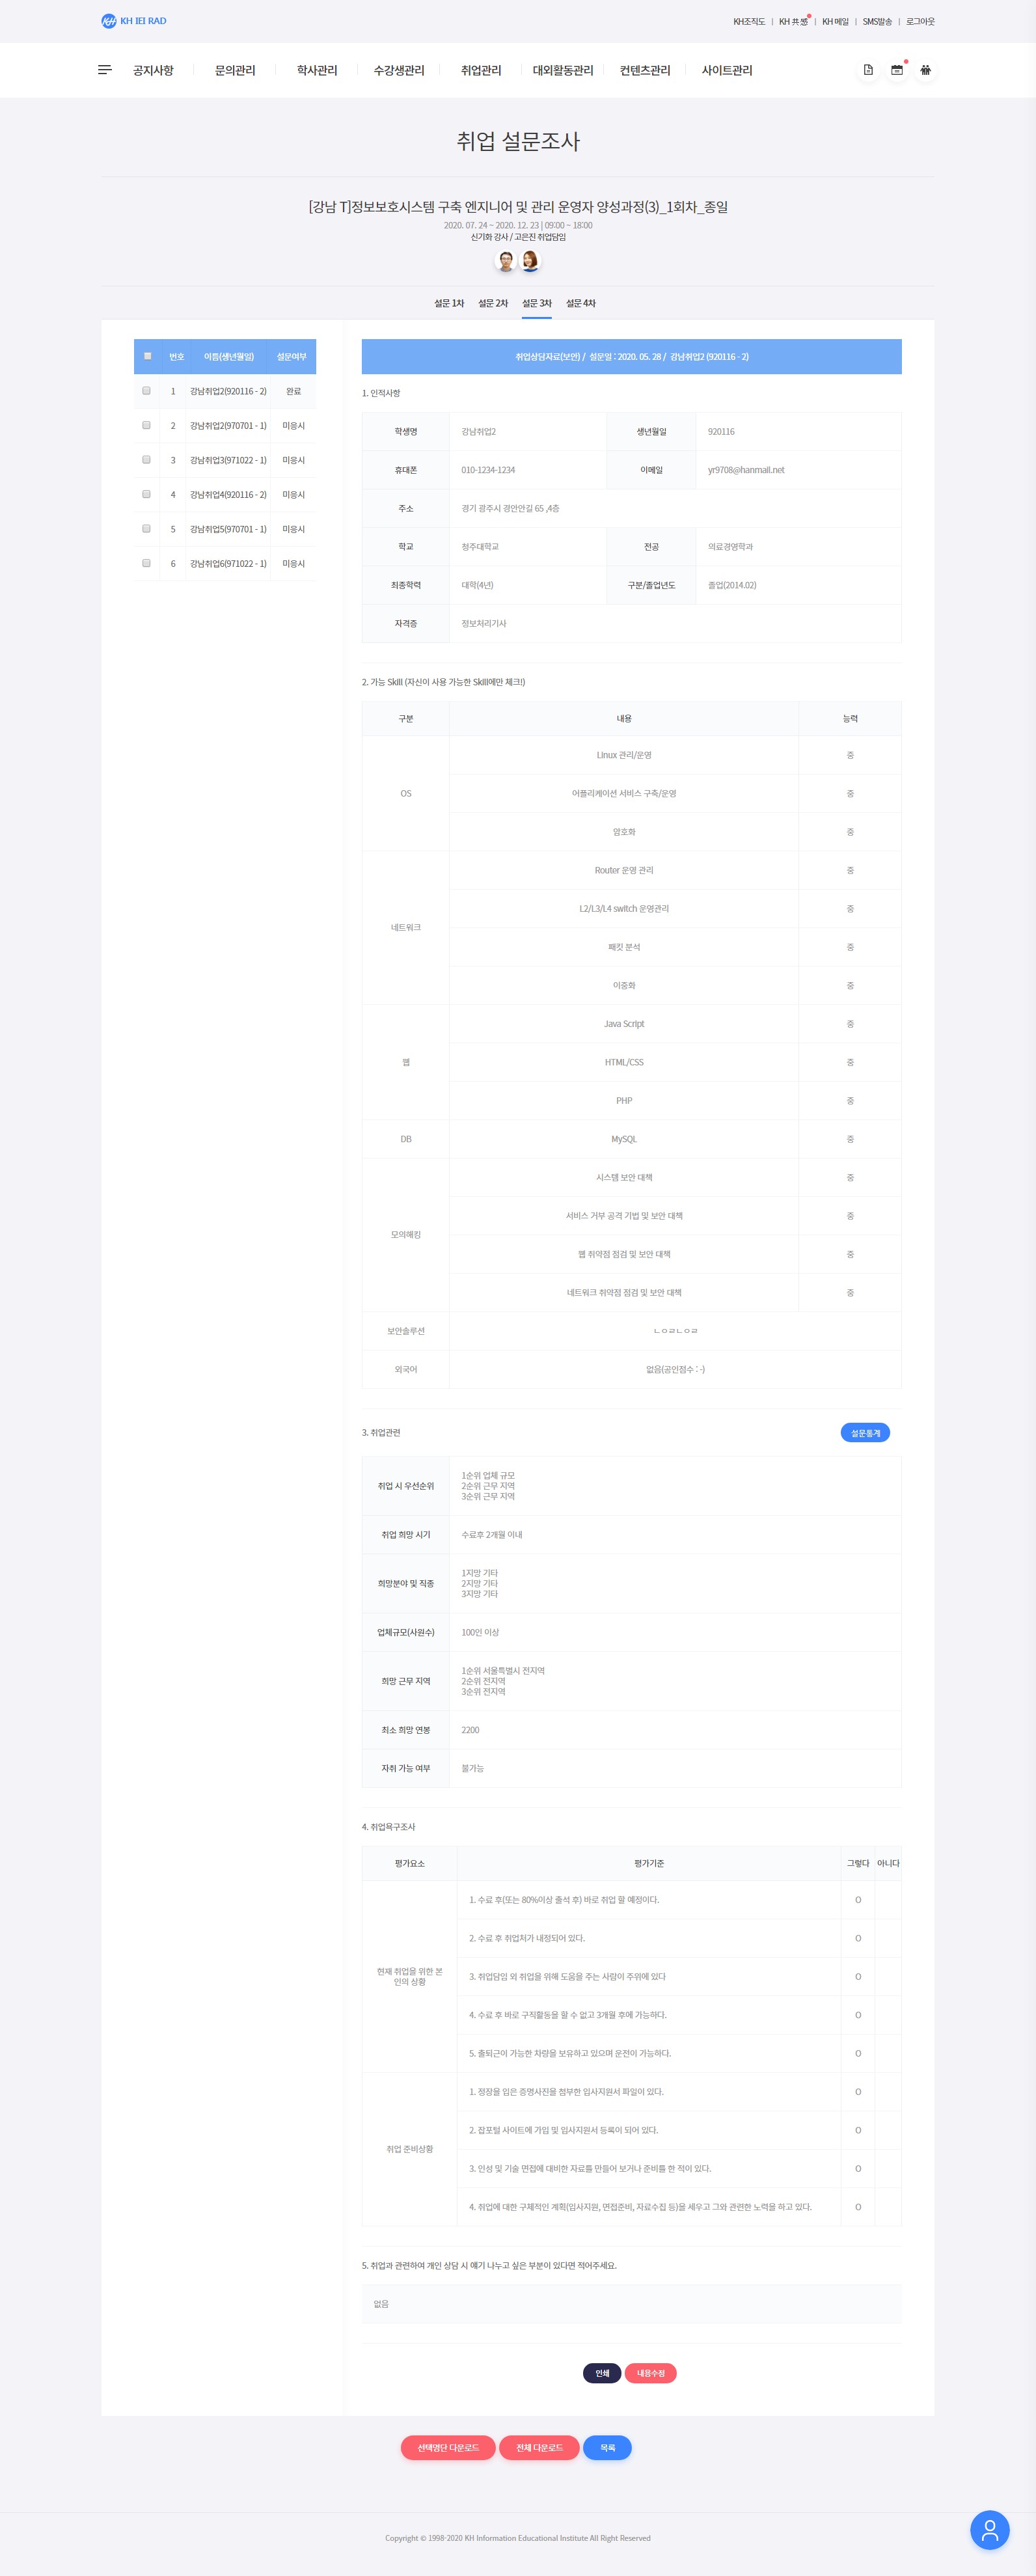 KH IEI RAD
KH조직도 | KH 共感 | KH 메일 | SMS발송 | 로그아웃
공지사항 문의관리 학사관리 수강생관리 취업관리 대외활동관리 컨텐츠관리 사이트관리
취업 설문조사
[강남 T]정보보호시스템 구축 엔지니어 및 관리 운영자 양성과정(3)_1회차_종일
2020. 07. 24 ~ 2020. 12. 23 | 09:00 ~ 18:00
신기화 강사 / 고은진 취업담임
설문 1차 설문 2차 설문 3차 설문 4차
번호 이름(생년월일) 설문여부
1 강남취업2(920116 - 2) 완료
2 강남취업2(970701 - 1) 미응시
3 강남취업3(971022 - 1) 미응시
4 강남취업4(920116 - 2) 미응시
5 강남취업5(970701 - 1) 미응시
6 강남취업6(971022 - 1) 미응시
취업상담자료(보안) / 설문일 : 2020. 05. 28 / 강남취업2 (920116 - 2)
1. 인적사항
학생명 강남취업2 생년월일 920116
휴대폰 010-1234-1234 이메일 yr9708@hanmail.net
주소 경기 광주시 경안안길 65 ,4층
학교 청주대학교 전공 의료경영학과
최종학력 대학(4년) 구분/졸업년도 졸업(2014.02)
자격증 정보처리기사
2. 가능 Skill (자신이 사용 가능한 Skill에만 체크!)
구분 내용 능력
OS
Linux 관리/운영 중
어플리케이션 서비스 구축/운영 중
암호화 중
네트워크
Router 운영 관리 중
L2/L3/L4 switch 운영관리 중
패킷 분석 중
이중화 중
웹
Java Script 중
HTML/CSS 중
PHP 중
DB MySQL 중
모의해킹
시스템 보안 대책 중
서비스 거부 공격 기법 및 보안 대책 중
웹 취약점 점검 및 보안 대책 중
네트워크 취약점 점검 및 보안 대책 중
보안솔루션 ㄴㅇㄹㄴㅇㄹ
외국어 없음(공인점수 : -)
3. 취업관련 설문통계
취업 시 우선순위
1순위 업체 규모
2순위 근무 지역
3순위 근무 지역
취업 희망 시기 수료후 2개월 이내
희망분야 및 직종
1지망 기타
2지망 기타
3지망 기타
업체규모(사원수) 100인 이상
희망 근무 지역
1순위 서울특별시 전지역
2순위 전지역
3순위 전지역
최소 희망 연봉 2200
자취 가능 여부 불가능
4. 취업욕구조사
평가요소 평가기준 그렇다 아니다
현재 취업을 위한 본
인의 상황
1. 수료 후(또는 80%이상 출석 후) 바로 취업 할 예정이다. O
2. 수료 후 취업처가 내정되어 있다. O
3. 취업담임 외 취업을 위해 도움을 주는 사람이 주위에 있다 O
4. 수료 후 바로 구직활동을 할 수 없고 3개월 후에 가능하다. O
5. 출퇴근이 가능한 차량을 보유하고 있으며 운전이 가능하다. O
취업 준비상황
1. 정장을 입은 증명사진을 첨부한 입사지원서 파일이 있다. O
2. 잡포털 사이트에 가입 및 입사지원서 등록이 되어 있다. O
3. 인성 및 기술 면접에 대비한 자료를 만들어 보거나 준비를 한 적이 있다. O
4. 취업에 대한 구체적인 계획(입사지원, 면접준비, 자료수집 등)을 세우고 그와 관련한 노력을 하고 있다. O
5. 취업과 관련하여 개인 상담 시 얘기 나누고 싶은 부분이 있다면 적어주세요.
없음
인쇄 내용수정
선택명단 다운로드 전체 다운로드 목록
Copyright © 1998-2020 KH Information Educational Institute All Right Reserved